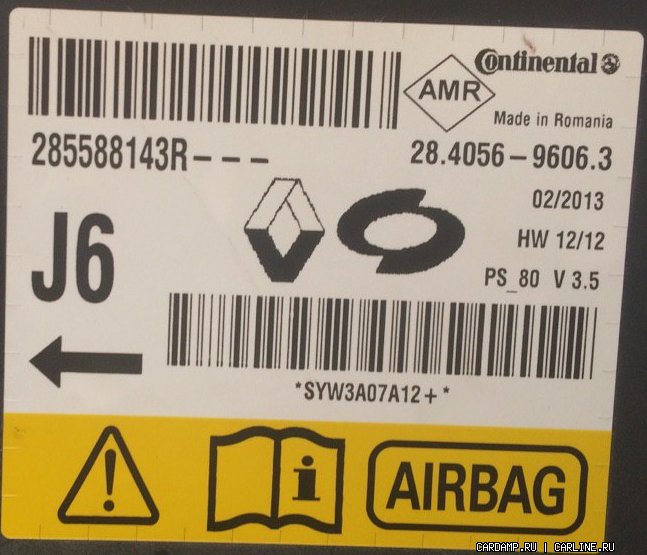 Continental
AMR
Made in Romania
285588143R---
28.4056-9606.3
02/2013
HW 12/12
J6
PS_80 V 3.5
*SYW3A07A12+*
i
AIRBAG
CARDAMP.RU | CARLINE.RU